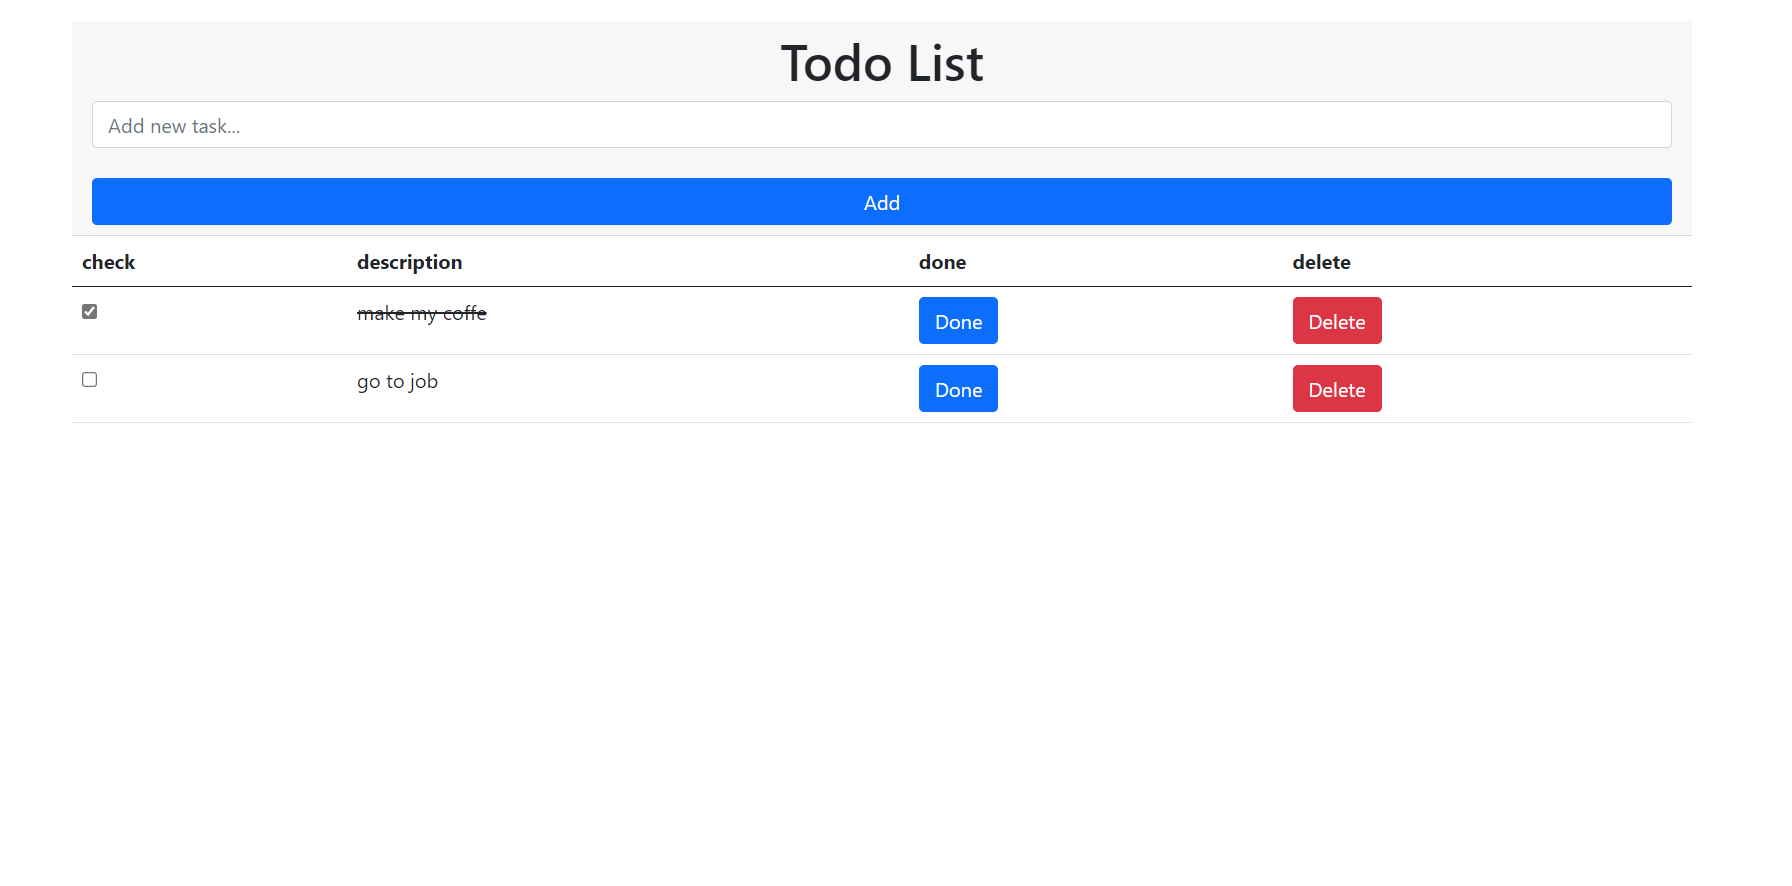 Todo List
Add new task...
Add
check description done delete
make my coffe Done Delete
go to job Done Delete